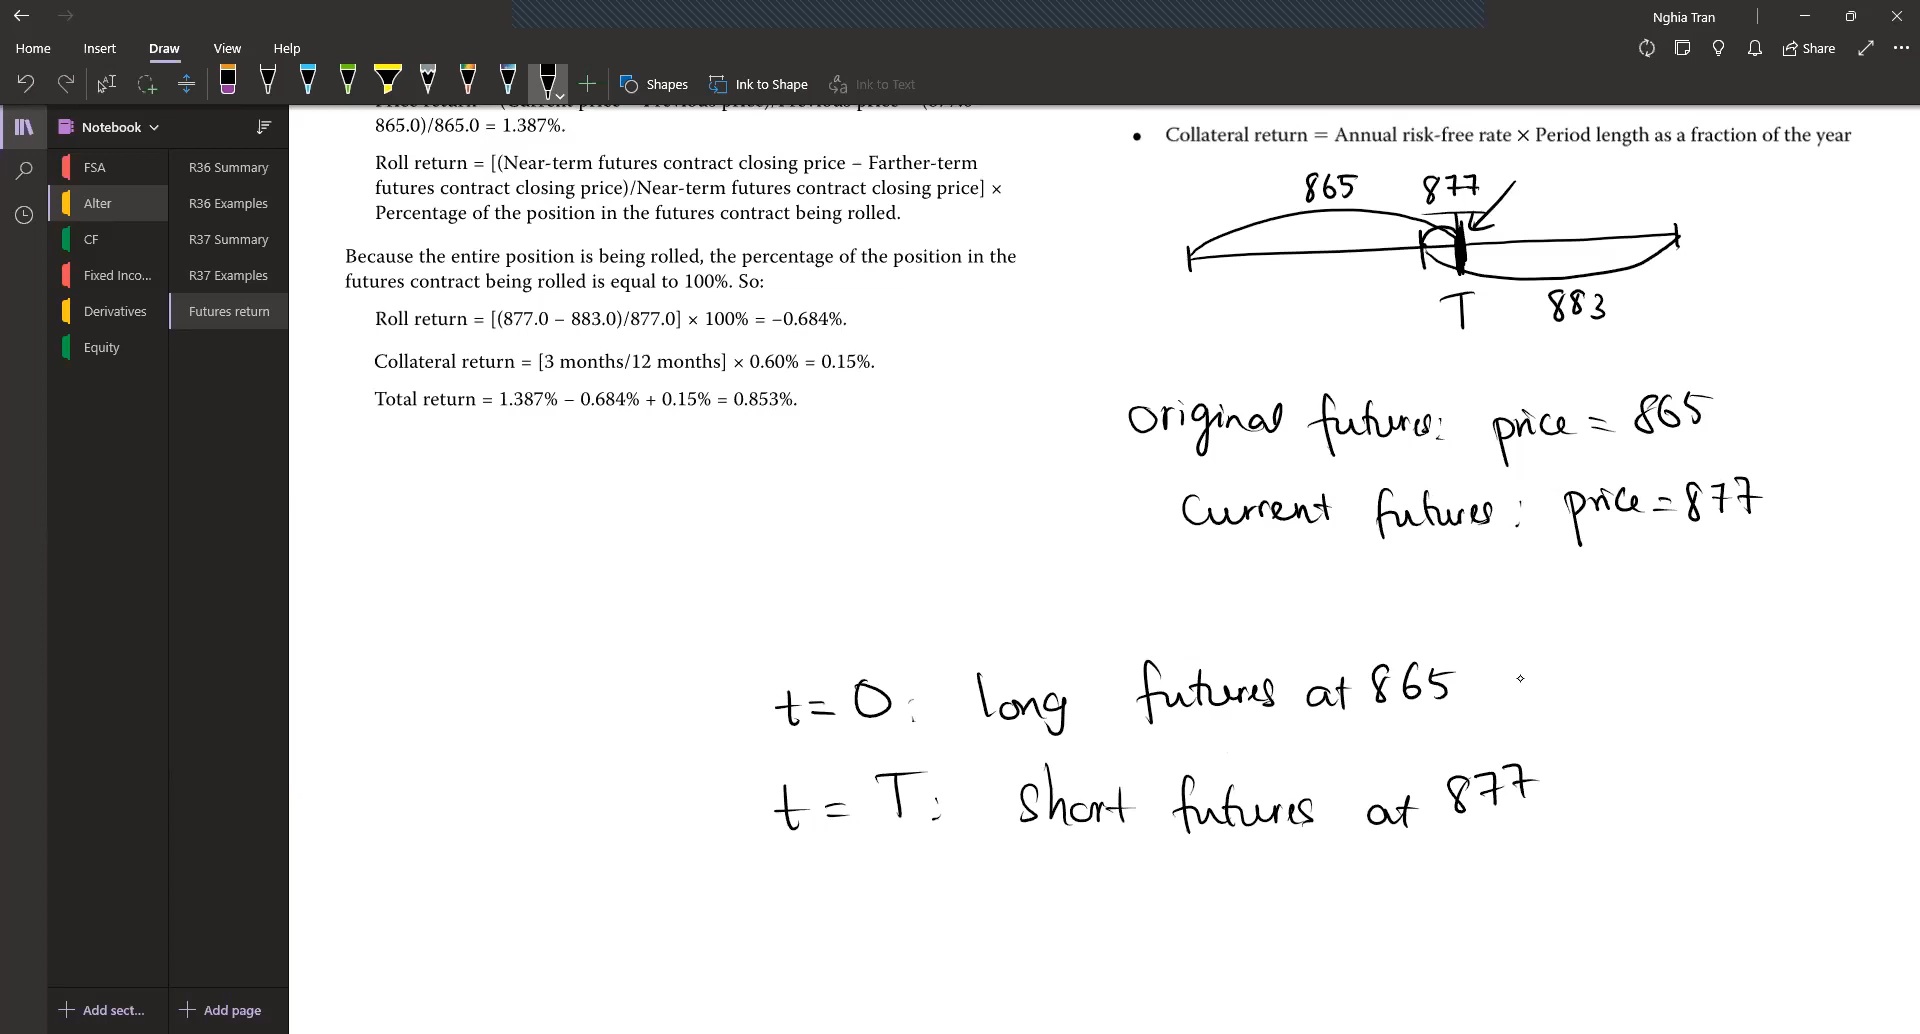 Nghia Tran
Home Insert Draw View Help
Share
Shapes Ink to Shape Ink to Text
Notebook
FSA
Alter
CF
Fixed Inco...
Derivatives
Equity
R36 Summary
R36 Examples
R37 Summary
R37 Examples
Futures return
Add sect...
Add page
865.0)/865.0 = 1.387%.
Roll return = [(Near-term futures contract closing price – Farther-term
futures contract closing price)/Near-term futures contract closing price] ×
Percentage of the position in the futures contract being rolled.
Because the entire position is being rolled, the percentage of the position in the
futures contract being rolled is equal to 100%. So:
Roll return = [(877.0 – 883.0)/877.0] × 100% = −0.684%.
Collateral return = [3 months/12 months] × 0.60% = 0.15%.
Total return = 1.387% – 0.684% + 0.15% = 0.853%.
• Collateral return = Annual risk-free rate × Period length as a fraction of the year
865 877
T 883
Original futures: price = 865
Current futures: price = 877
t = 0: long futures at 865
t = T: short futures at 877